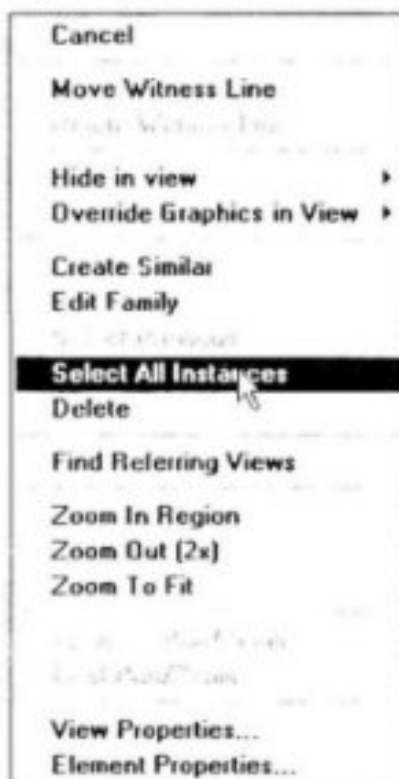 Cancel
Move Witness Line
Hide in view
Override Graphics in View
Create Similar
Edit Family
Select All Instances
Delete
Find Referring Views
Zoom In Region
Zoom Out (2x)
Zoom To Fit
View Properties...
Element Properties...